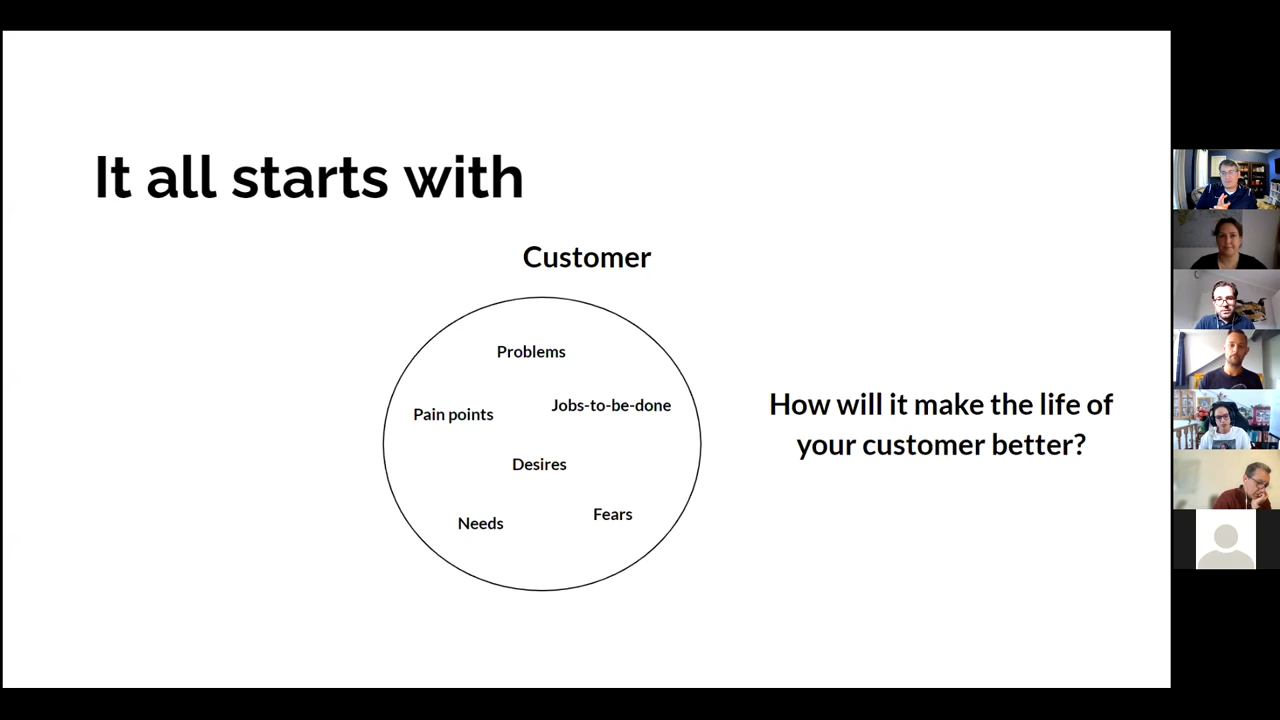 It all starts with
Customer
Problems
Jobs-to-be-done
Pain points
Desires
Fears
Needs
How will it make the life of
your customer better?